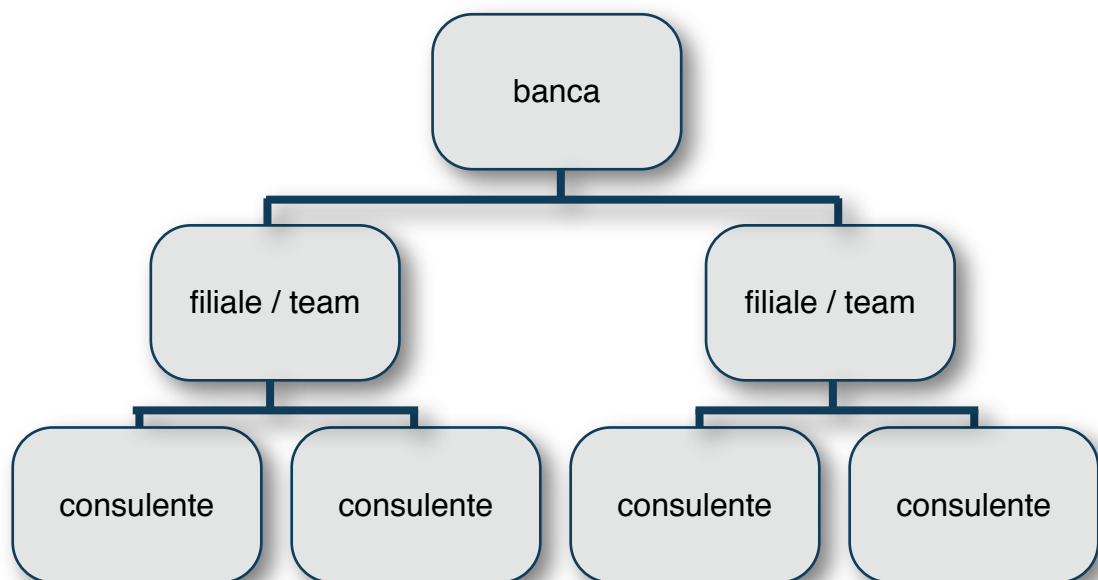 banca
filiale / team
filiale / team
consulente
consulente
consulente
consulente